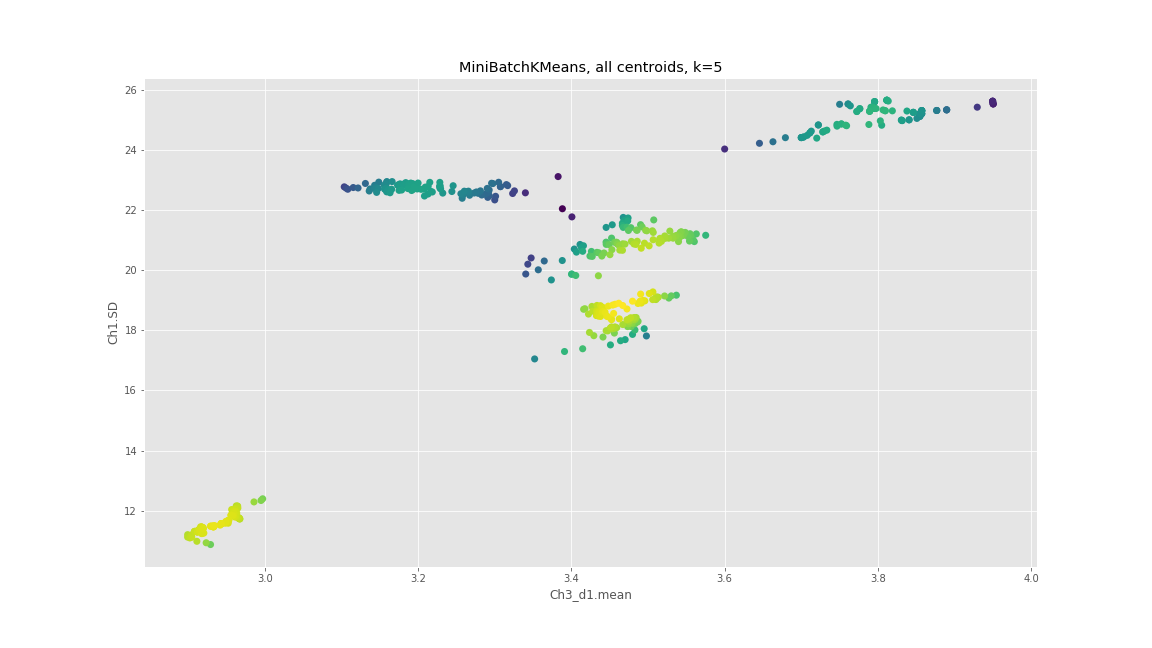 MiniBatchKMeans, all centroids, k=5
26
24
22
20
18
16
14
12
Ch1.SD
3.0 3.2 3.4 3.6 3.8 4.0
Ch3_d1.mean